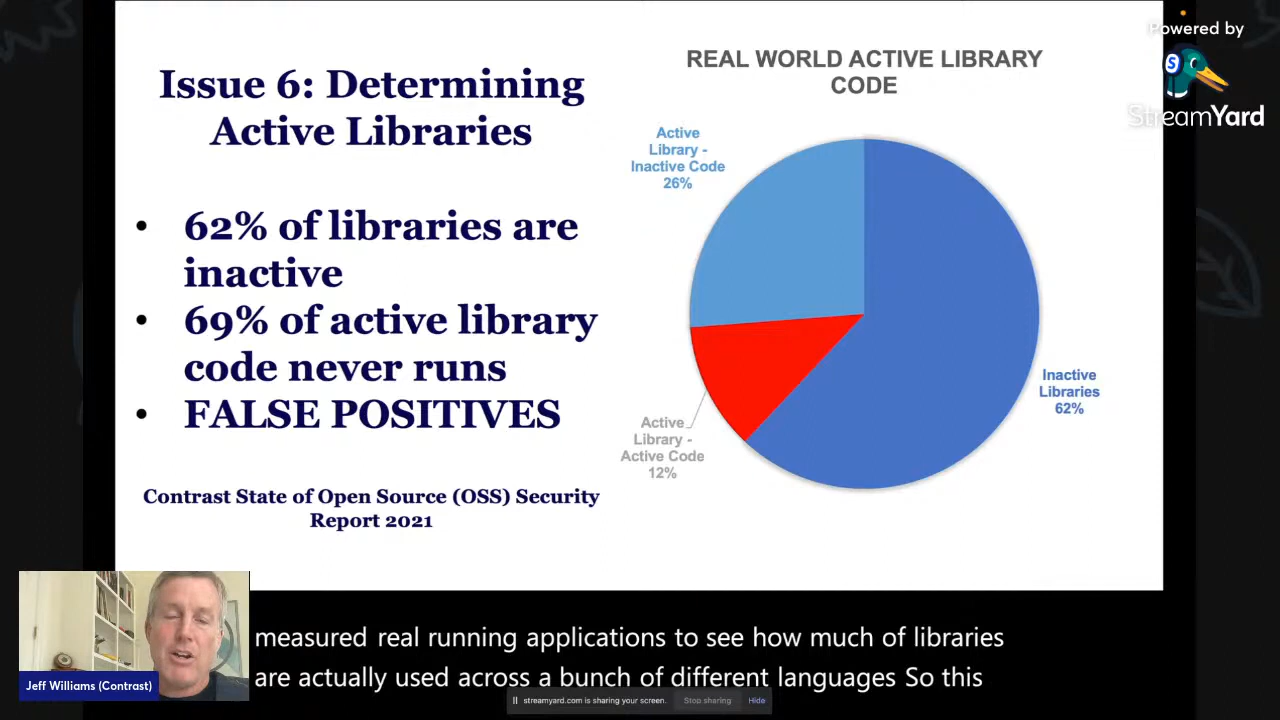 Powered by
StreamYard
Issue 6: Determining
Active Libraries
• 62% of libraries are
inactive
• 69% of active library
code never runs
• FALSE POSITIVES
Contrast State of Open Source (OSS) Security
Report 2021
REAL WORLD ACTIVE LIBRARY
CODE
Active
Library -
Inactive Code
26%
Inactive
Libraries
62%
Active
Library -
Active Code
12%
measured real running applications to see how much of libraries
are actually used across a bunch of different languages So this
Jeff Williams (Contrast)
streamyard.com is sharing your screen.
Stop sharing
Hide